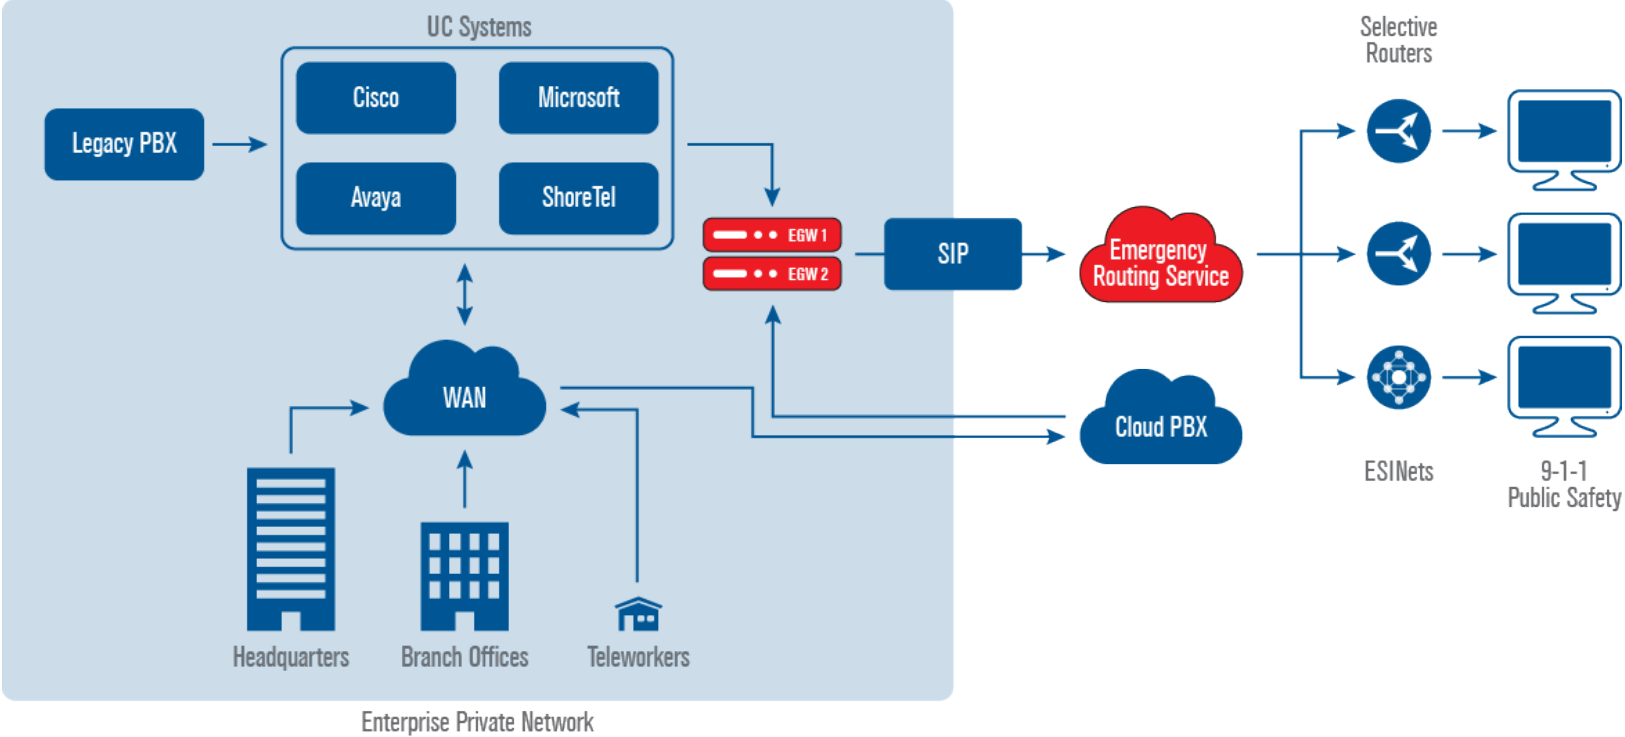 UC Systems
Selective
Routers
Cisco
Microsoft
Legacy PBX
Avaya
ShoreTel
EGW 1
EGW 2
SIP
Emergency
Routing Service
WAN
Cloud PBX
ESINets
9-1-1
Public Safety
Headquarters
Branch Offices
Teleworkers
Enterprise Private Network